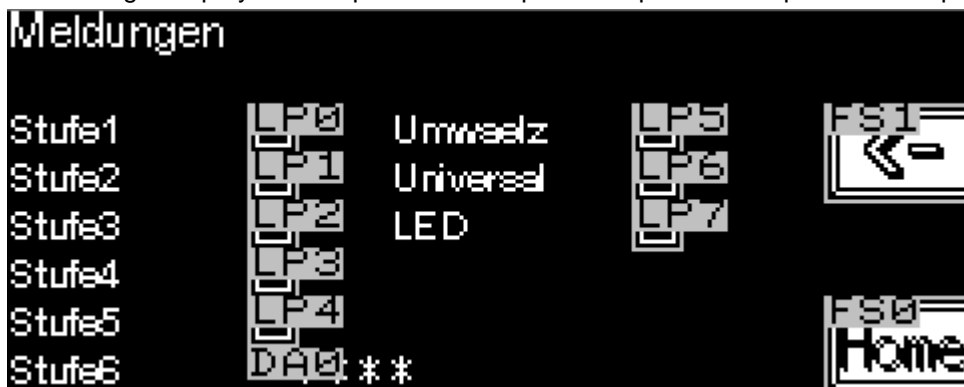 Meldungen
Stufe1 LP0 Umwaelz LP5 FS1
<-
Stufe2 LP1 Universal LP6
Stufe3 LP2 LED LP7
Stufe4 LP3
Stufe5 LP4 FS0
Home
Stufe6 DA0 ***